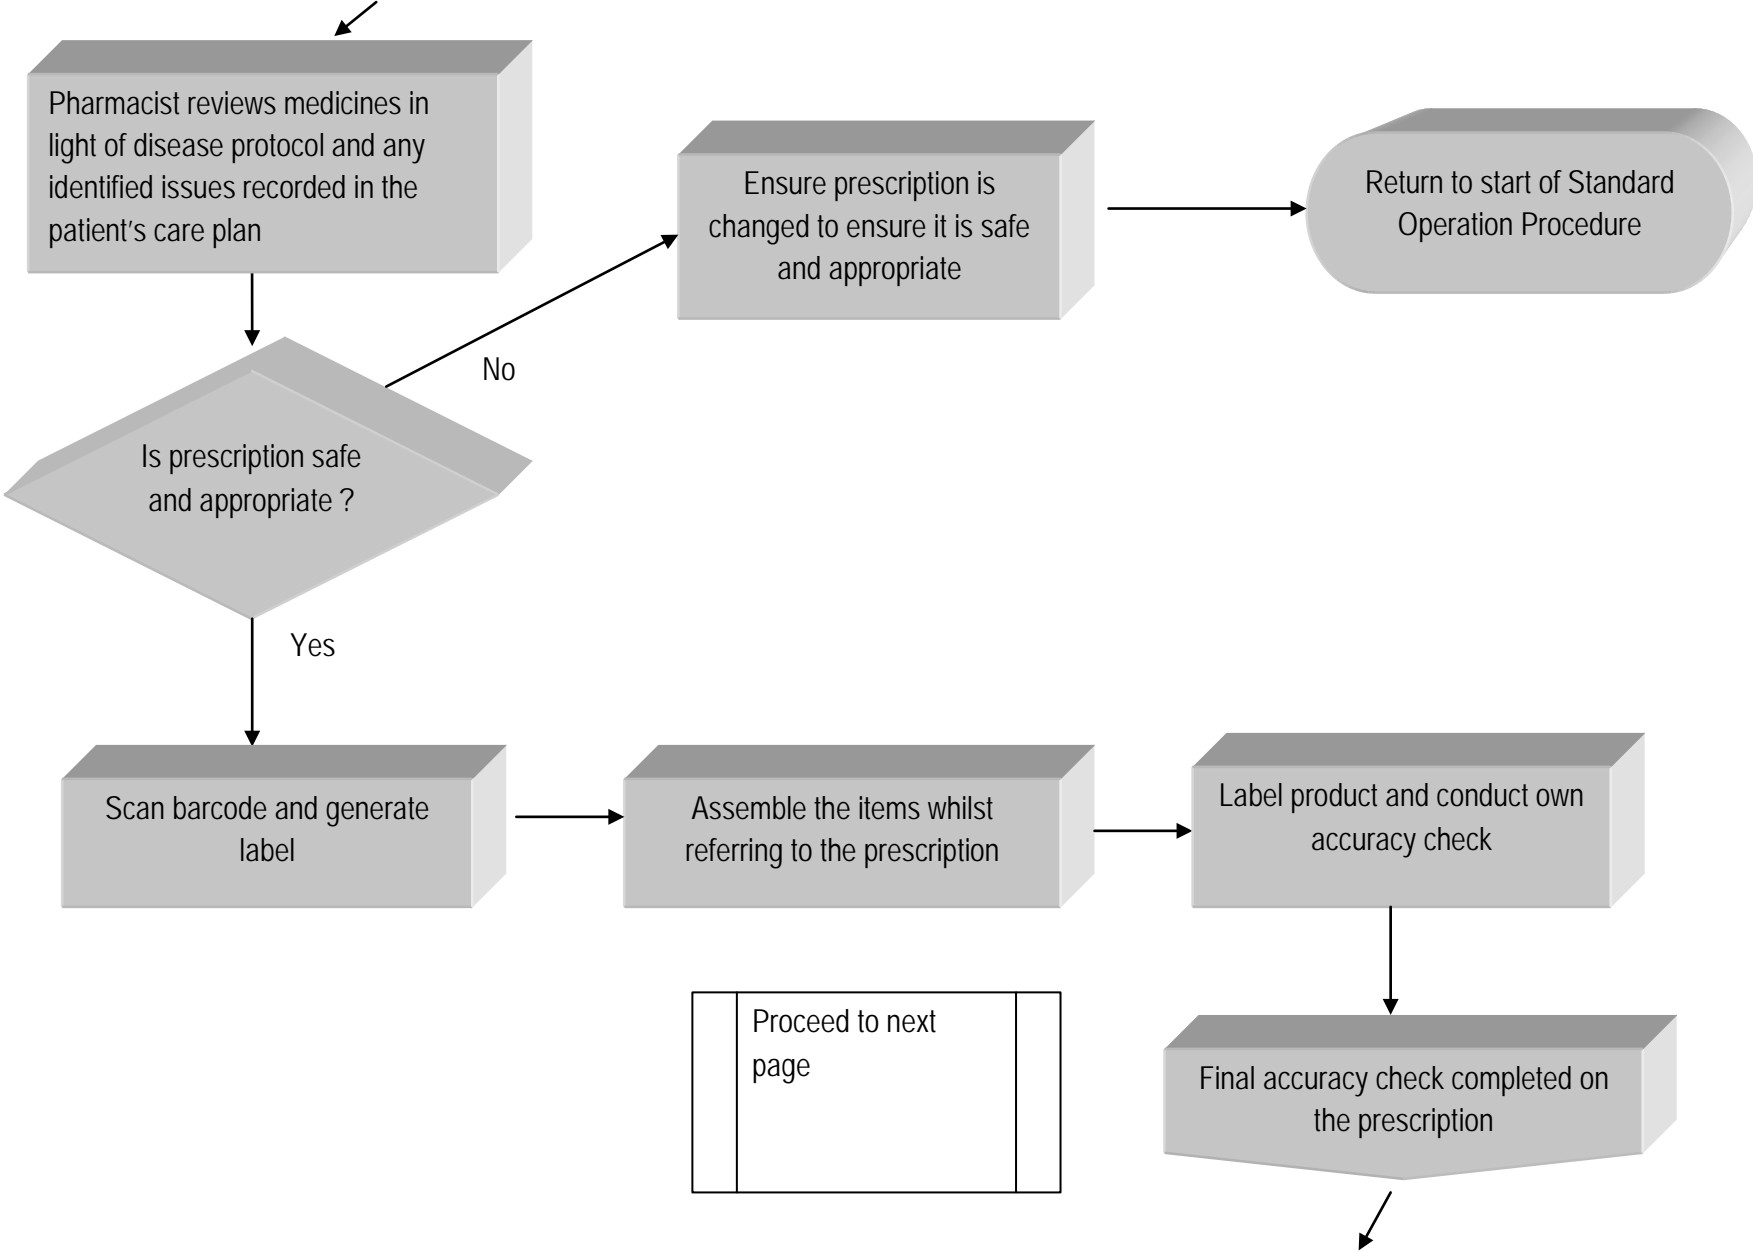 Pharmacist reviews medicines in
light of disease protocol and any
identified issues recorded in the
patient's care plan
Ensure prescription is
changed to ensure it is safe
and appropriate
Return to start of Standard
Operation Procedure
No
Is prescription safe
and appropriate ?
Yes
Scan barcode and generate
label
Assemble the items whilst
referring to the prescription
Label product and conduct own
accuracy check
Proceed to next
page
Final accuracy check completed on
the prescription